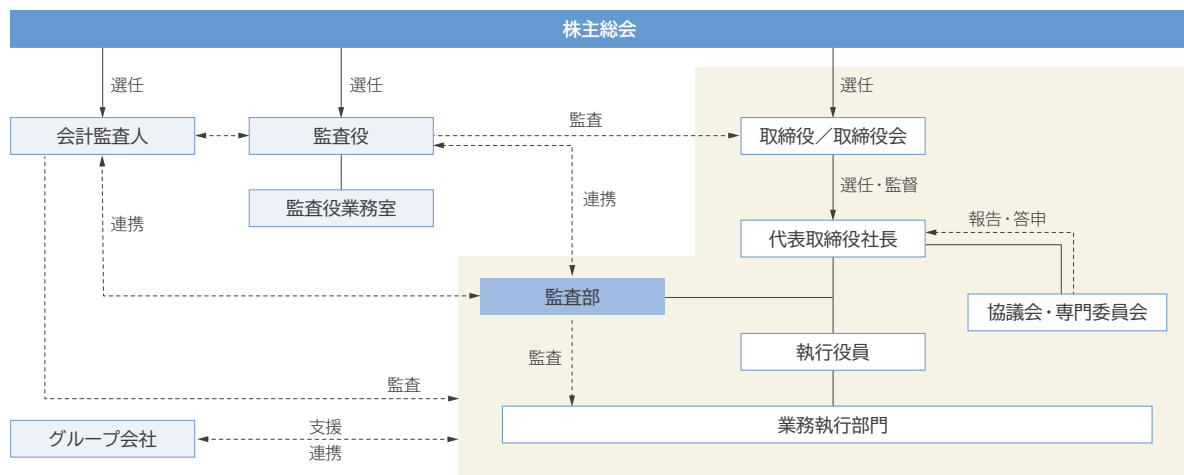 株主総会
選任
選任
選任
会計監査人
監査役
監査
取締役／取締役会
選任・監督
監査役業務室
連携
連携
報告・答申
代表取締役社長
監査部
協議会・専門委員会
執行役員
監査
監査
業務執行部門
グループ会社
支援
連携